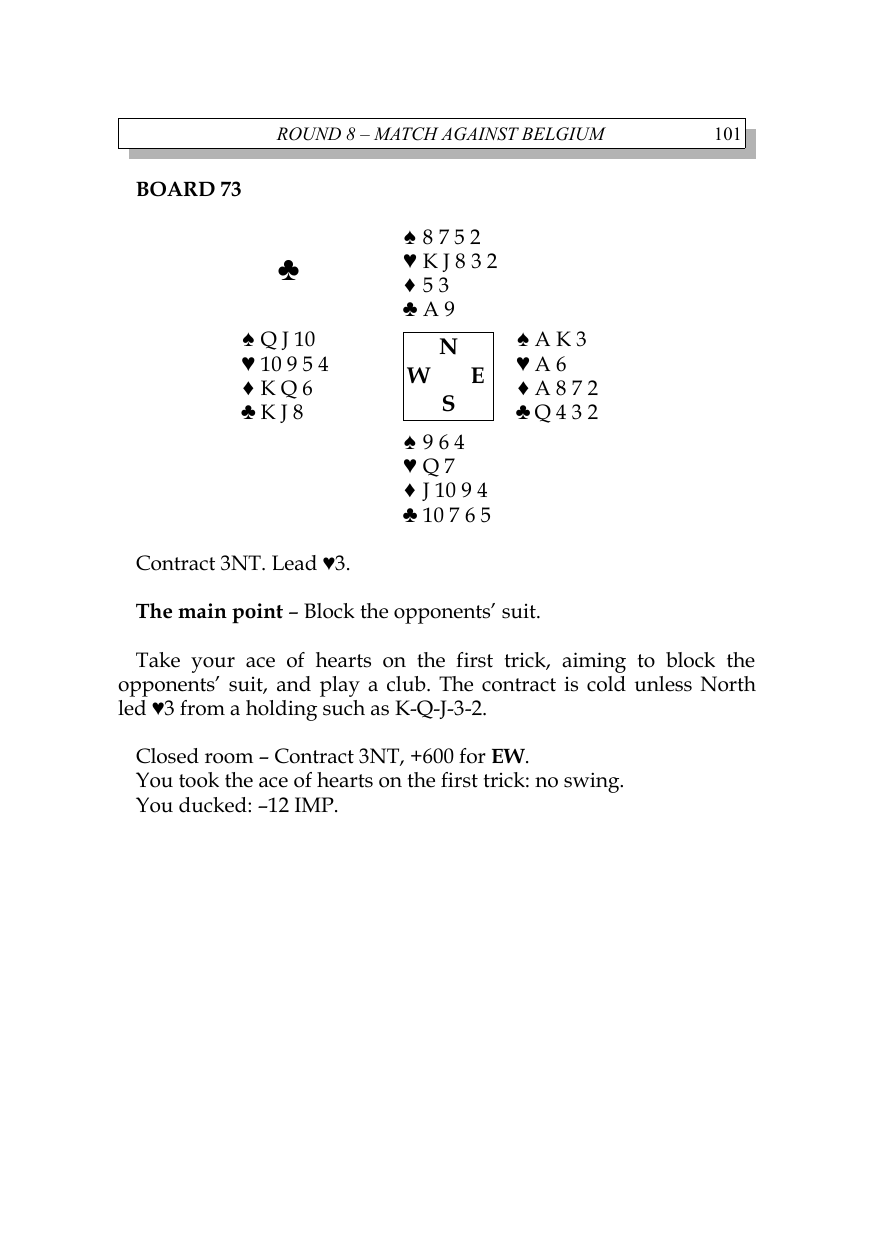 ROUND 8 – MATCH AGAINST BELGIUM 101
BOARD 73
♠ 8 7 5 2
♥ K J 8 3 2
♦ 5 3
♣ A 9
♣
♠ Q J 10
♥ 10 9 5 4
♦ K Q 6
♣ K J 8
N
W E
S
♠ A K 3
♥ A 6
♦ A 8 7 2
♣ Q 4 3 2
♠ 9 6 4
♥ Q 7
♦ J 10 9 4
♣ 10 7 6 5
Contract 3NT. Lead ♥3.
The main point – Block the opponents’ suit.
Take your ace of hearts on the first trick, aiming to block the
opponents’ suit, and play a club. The contract is cold unless North
led ♥3 from a holding such as K-Q-J-3-2.
Closed room – Contract 3NT, +600 for EW.
You took the ace of hearts on the first trick: no swing.
You ducked: –12 IMP.